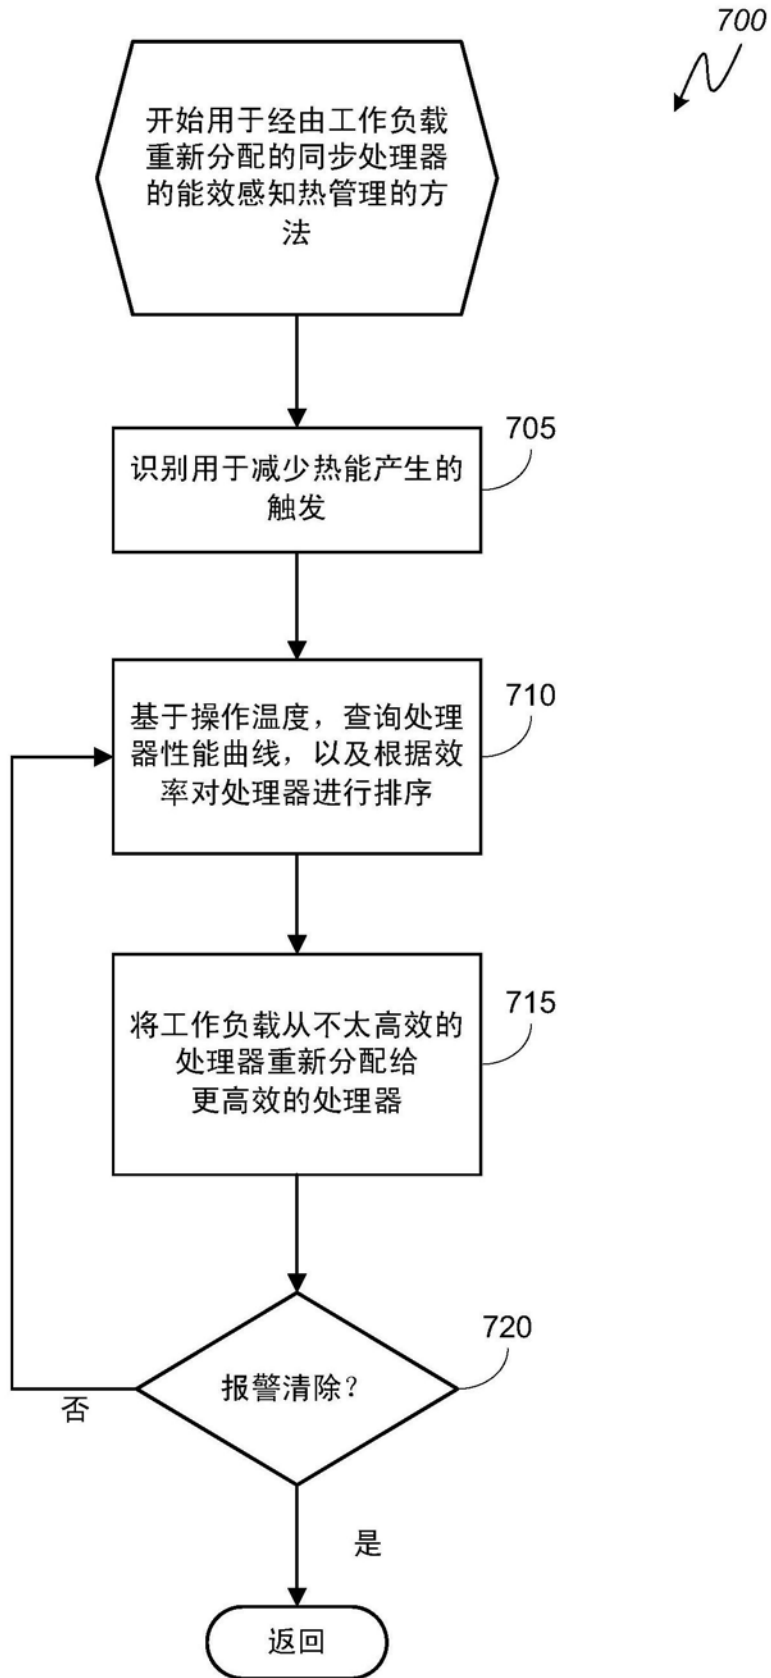 700
开始用于经由工作负载
重新分配的同步处理器
的能效感知热管理的方
法
705
识别用于减少热能产生的
触发
710
基于操作温度，查询处理
器性能曲线，以及根据效
率对处理器进行排序
715
将工作负载从不太高效的
处理器重新分配给
更高效的处理器
720
报警清除？
否
是
返回